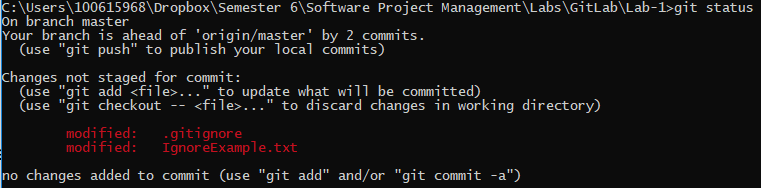 C:\Users\100615968\Dropbox\Semester 6\Software Project Management\Labs\GitLab\Lab-1>git status
On branch master
Your branch is ahead of 'origin/master' by 2 commits.
  (use "git push" to publish your local commits)

Changes not staged for commit:
  (use "git add <file>..." to update what will be committed)
  (use "git checkout -- <file>..." to discard changes in working directory)

        modified:   .gitignore
        modified:   IgnoreExample.txt

no changes added to commit (use "git add" and/or "git commit -a")